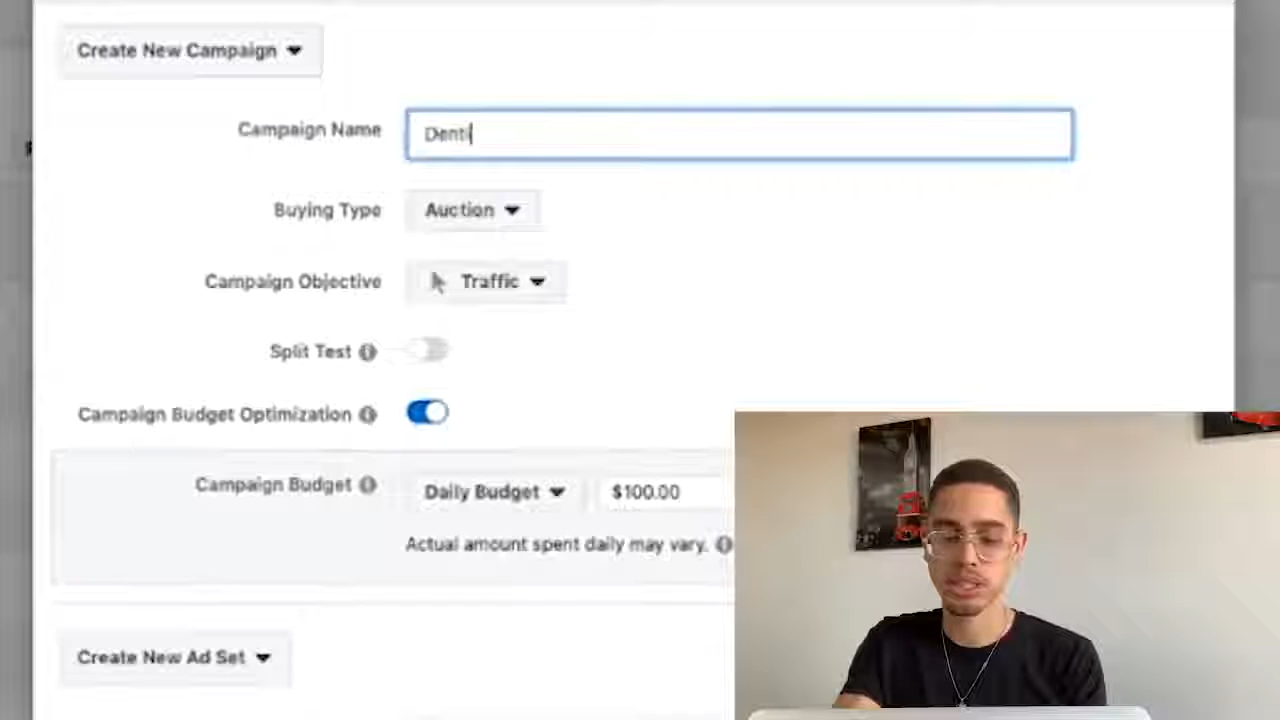 Create New Campaign
Campaign Name
Denti
Buying Type
Auction
Campaign Objective
Traffic
Split Test
Campaign Budget Optimization
Campaign Budget
Daily Budget
$100.00
Actual amount spent daily may vary.
Create New Ad Set